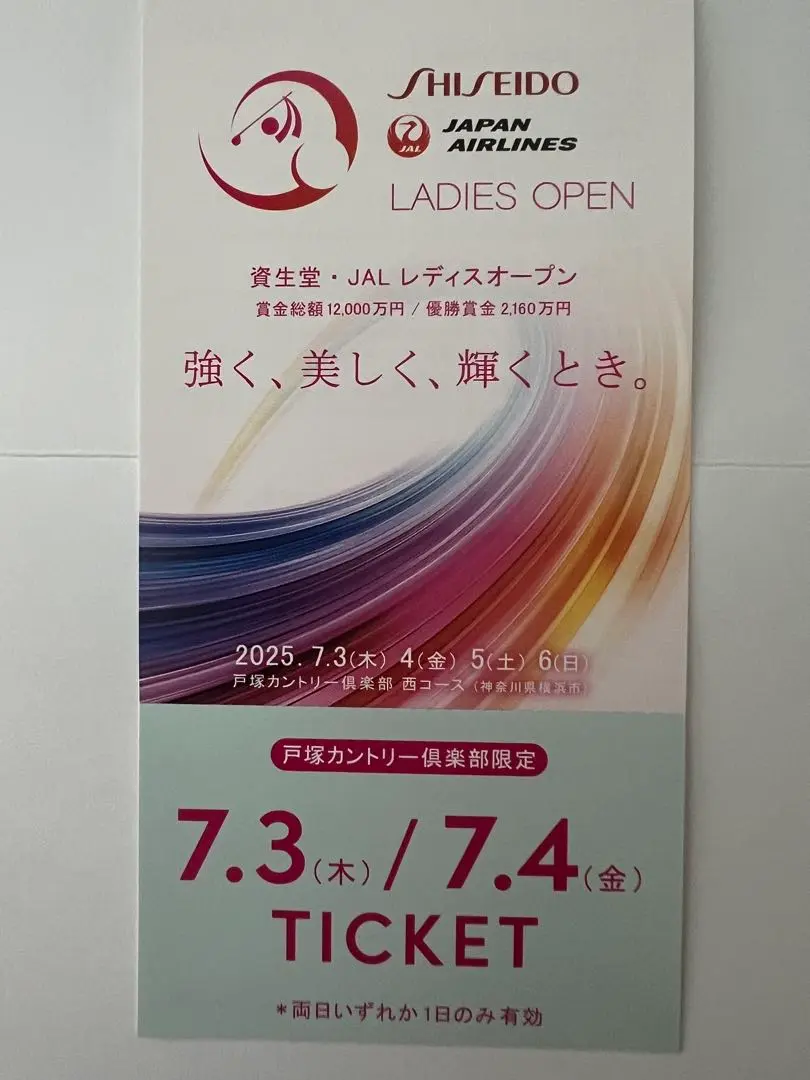 SHISEIDO
JAL
JAPAN
AIRLINES
LADIES OPEN
資生堂・JAL レディスオープン
賞金総額12,000万円 / 優勝賞金2,160万円
強く、美しく、輝くとき。
2025. 7.3(木) 4(金) 5(土) 6(日)
戸塚カントリー倶楽部 西コース (神奈川県横浜市)
戸塚カントリー倶楽部限定
7.3(木) / 7.4(金)
TICKET
*両日いずれか1日のみ有効